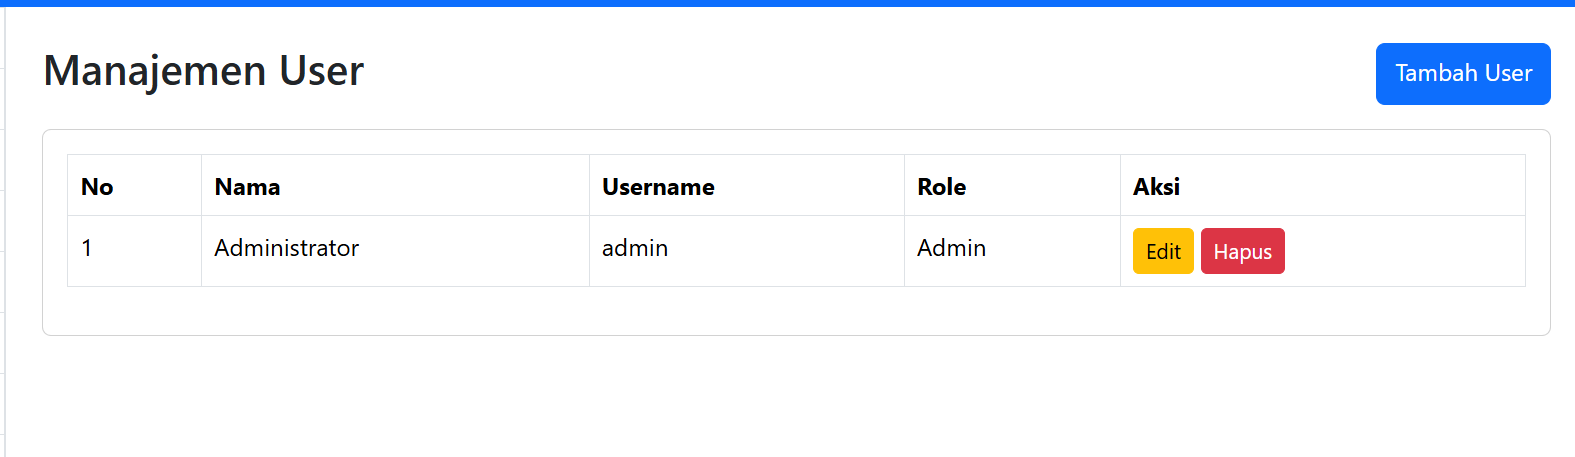 Manajemen User
Tambah User
No Nama Username Role Aksi
1 Administrator admin Admin Edit Hapus